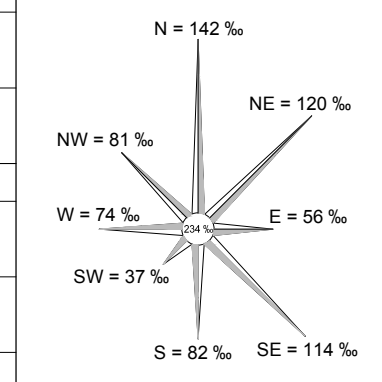 N = 142 ‰
NE = 120 ‰
NW = 81 ‰
W = 74 ‰
234 ‰
E = 56 ‰
SW = 37 ‰
S = 82 ‰
SE = 114 ‰